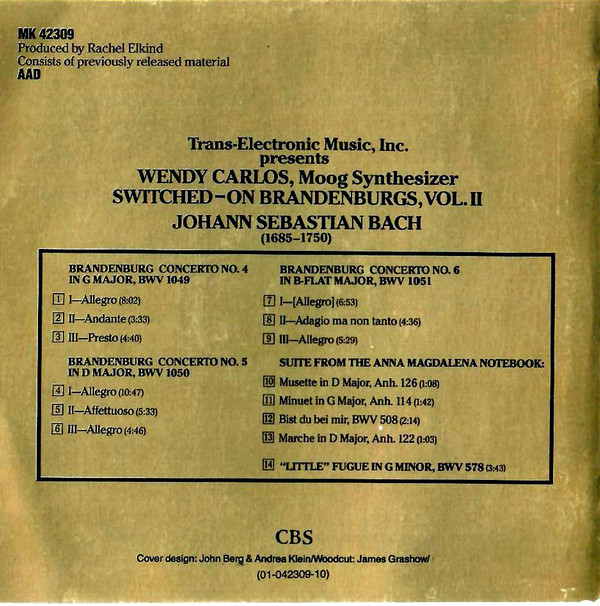 MK 42309
Produced by Rachel Elkind
Consists of previously released material
AAD
Trans-Electronic Music, Inc.
presents
WENDY CARLOS, Moog Synthesizer
SWITCHED-ON BRANDENBURGS, VOL. II
JOHANN SEBASTIAN BACH
(1685-1750)
BRANDENBURG CONCERTO NO. 4
IN G MAJOR, BWV 1049
1 I—Allegro (8:02)
2 II—Andante (3:33)
3 III—Presto (4:40)
BRANDENBURG CONCERTO NO. 5
IN D MAJOR, BWV 1050
4 I—Allegro (10:47)
5 II—Affettuoso (5:33)
6 III—Allegro (4:46)
BRANDENBURG CONCERTO NO. 6
IN B-FLAT MAJOR, BWV 1051
7 I—[Allegro] (6:53)
8 II—Adagio ma non tanto (4:36)
9 III—Allegro (5:29)
SUITE FROM THE ANNA MAGDALENA NOTEBOOK:
10 Musette in D Major, Anh. 126 (1:08)
11 Minuet in G Major, Anh. 114 (1:42)
12 Bist du bei mir, BWV 508 (2:14)
13 Marche in D Major, Anh. 122 (1:03)
14 "LITTLE" FUGUE IN G MINOR, BWV 578 (3:43)
CBS
Cover design: John Berg & Andrea Klein/Woodcut: James Grashow/
(01-042309-10)